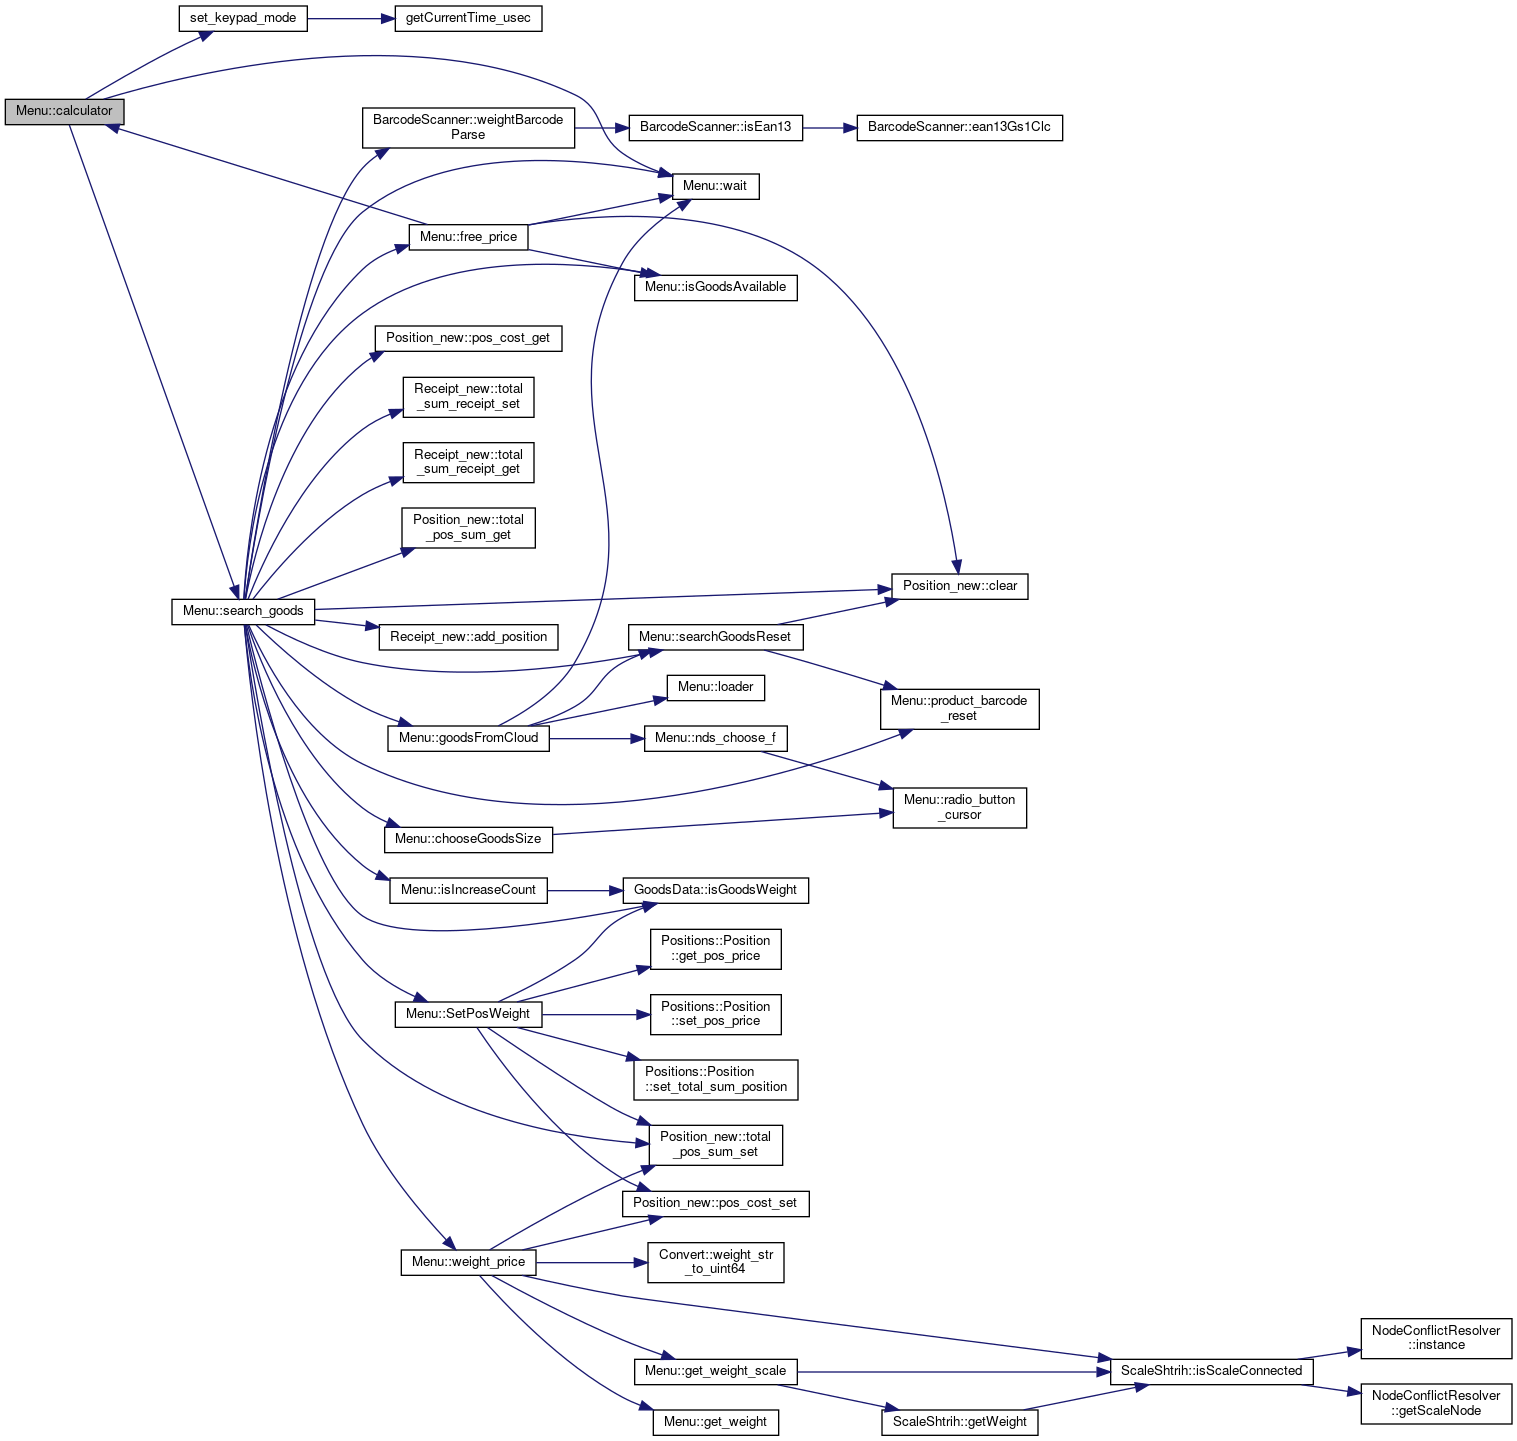 set_keypad_mode
getCurrentTime_usec
Menu::calculator
BarcodeScanner::weightBarcode
Parse
BarcodeScanner::isEan13
BarcodeScanner::ean13Gs1Clc
Menu::wait
Menu::free_price
Menu::isGoodsAvailable
Position_new::pos_cost_get
Receipt_new::total
_sum_receipt_set
Receipt_new::total
_sum_receipt_get
Position_new::total
_pos_sum_get
Position_new::clear
Menu::search_goods
Receipt_new::add_position
Menu::searchGoodsReset
Menu::loader
Menu::product_barcode
_reset
Menu::goodsFromCloud
Menu::nds_choose_f
Menu::radio_button
_cursor
Menu::chooseGoodsSize
Menu::isIncreaseCount
GoodsData::isGoodsWeight
Positions::Position
::get_pos_price
Menu::SetPosWeight
Positions::Position
::set_pos_price
Positions::Position
::set_total_sum_position
Position_new::total
_pos_sum_set
Position_new::pos_cost_set
Menu::weight_price
Convert::weight_str
_to_uint64
NodeConflictResolver
::instance
Menu::get_weight_scale
ScaleShtrih::isScaleConnected
NodeConflictResolver
::getScaleNode
Menu::get_weight
ScaleShtrih::getWeight